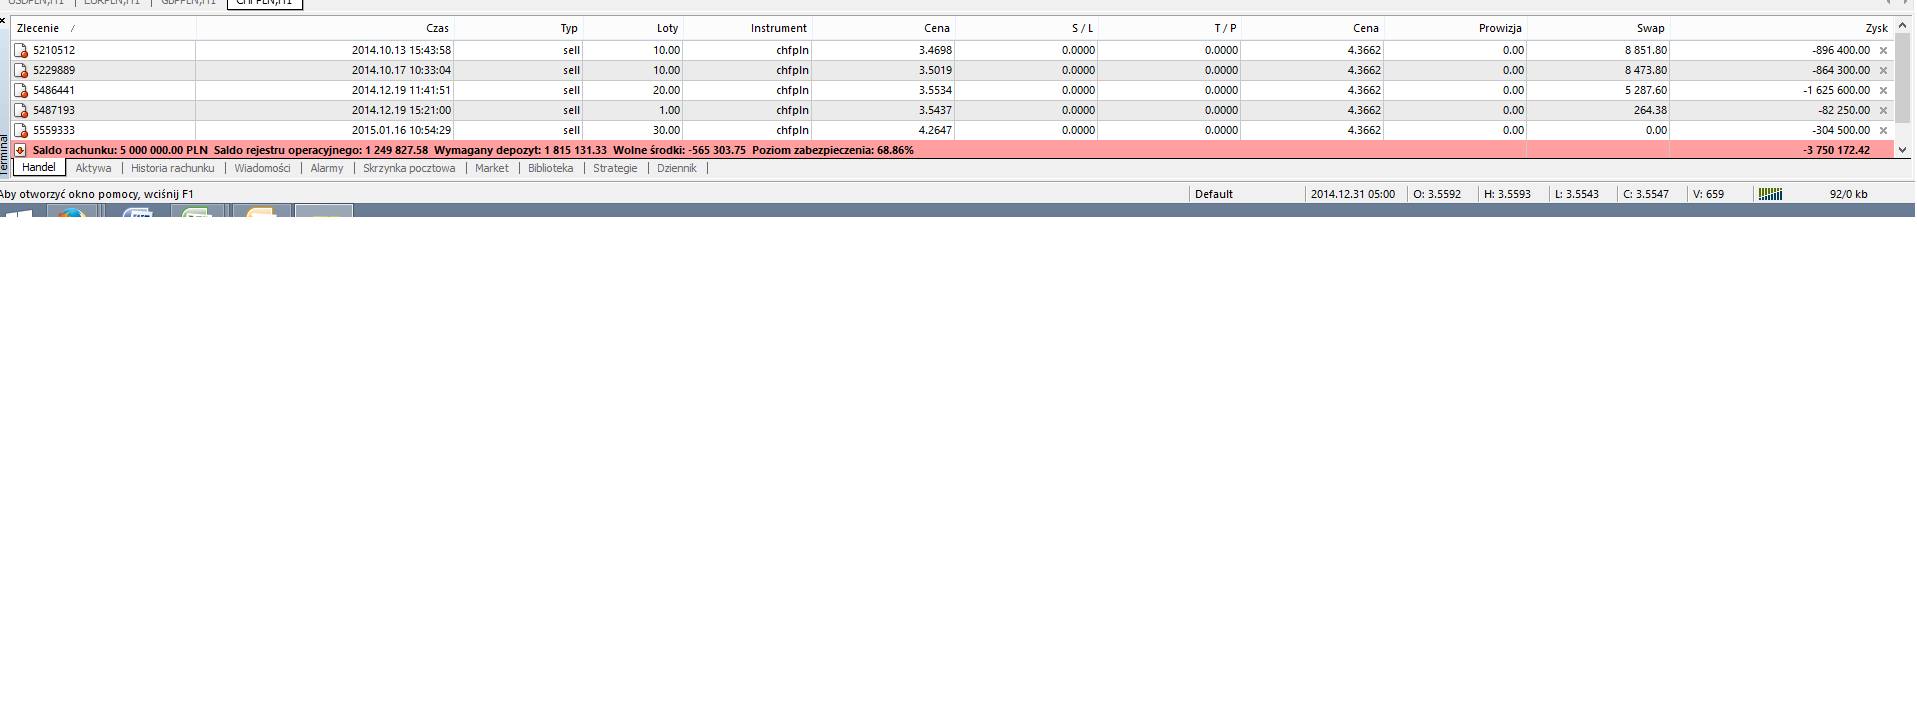 USDPLN,H1 | EURPLN,H1 | GBPPLN,H1 | CHFPLN,H1
Zlecenie / Czas Typ Loty Instrument Cena S / L T / P Cena Prowizja Swap Zysk
5210512 2014.10.13 15:43:58 sell 10.00 chfpln 3.4698 0.0000 0.0000 4.3662 0.00 8 851.80 -896 400.00
5229889 2014.10.17 10:33:04 sell 10.00 chfpln 3.5019 0.0000 0.0000 4.3662 0.00 8 473.80 -864 300.00
5486441 2014.12.19 11:41:51 sell 20.00 chfpln 3.5534 0.0000 0.0000 4.3662 0.00 5 287.60 -1 625 600.00
5487193 2014.12.19 15:21:00 sell 1.00 chfpln 3.5437 0.0000 0.0000 4.3662 0.00 264.38 -82 250.00
5559333 2015.01.16 10:54:29 sell 30.00 chfpln 4.2647 0.0000 0.0000 4.3662 0.00 0.00 -304 500.00
Saldo rachunku: 5 000 000.00 PLN Saldo rejestru operacyjnego: 1 249 827.58 Wymagany depozyt: 1 815 131.33 Wolne środki: -565 303.75 Poziom zabezpieczenia: 68.86% -3 750 172.42
Terminal
Handel | Aktywa | Historia rachunku | Wiadomości | Alarmy | Skrzynka pocztowa | Market | Biblioteka | Strategie | Dziennik |
Aby otworzyć okno pomocy, wciśnij F1 Default 2014.12.31 05:00 O: 3.5592 H: 3.5593 L: 3.5543 C: 3.5547 V: 659 92/0 kb